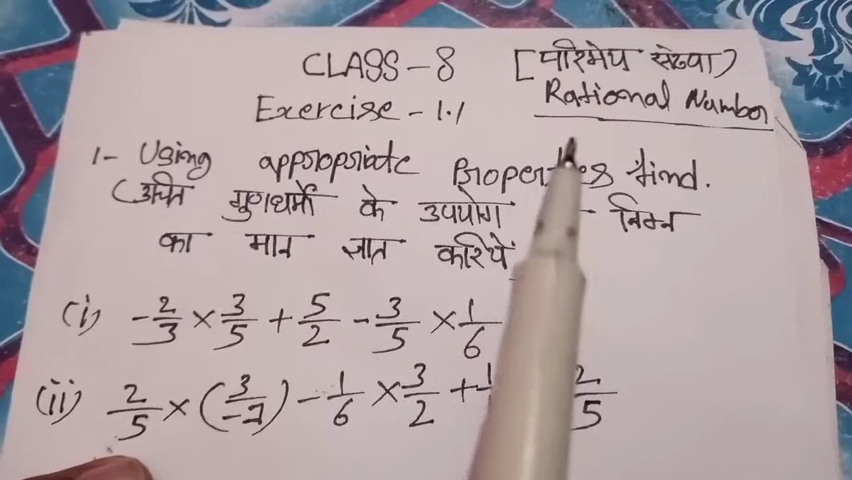 CLASS-8 [परिमेय संख्या)
Exercise - 1.1 Rational Number
1- Using appropriate find.
(उचित गुणधर्मों के उपयोग निम्न
का मान ज्ञात करिये
(i) -2/3 × 3/5 + 5/2 - 3/5 × 1/6
(ii) 2/5 × (3/-7) - 1/6 × 3/2 + 2/5